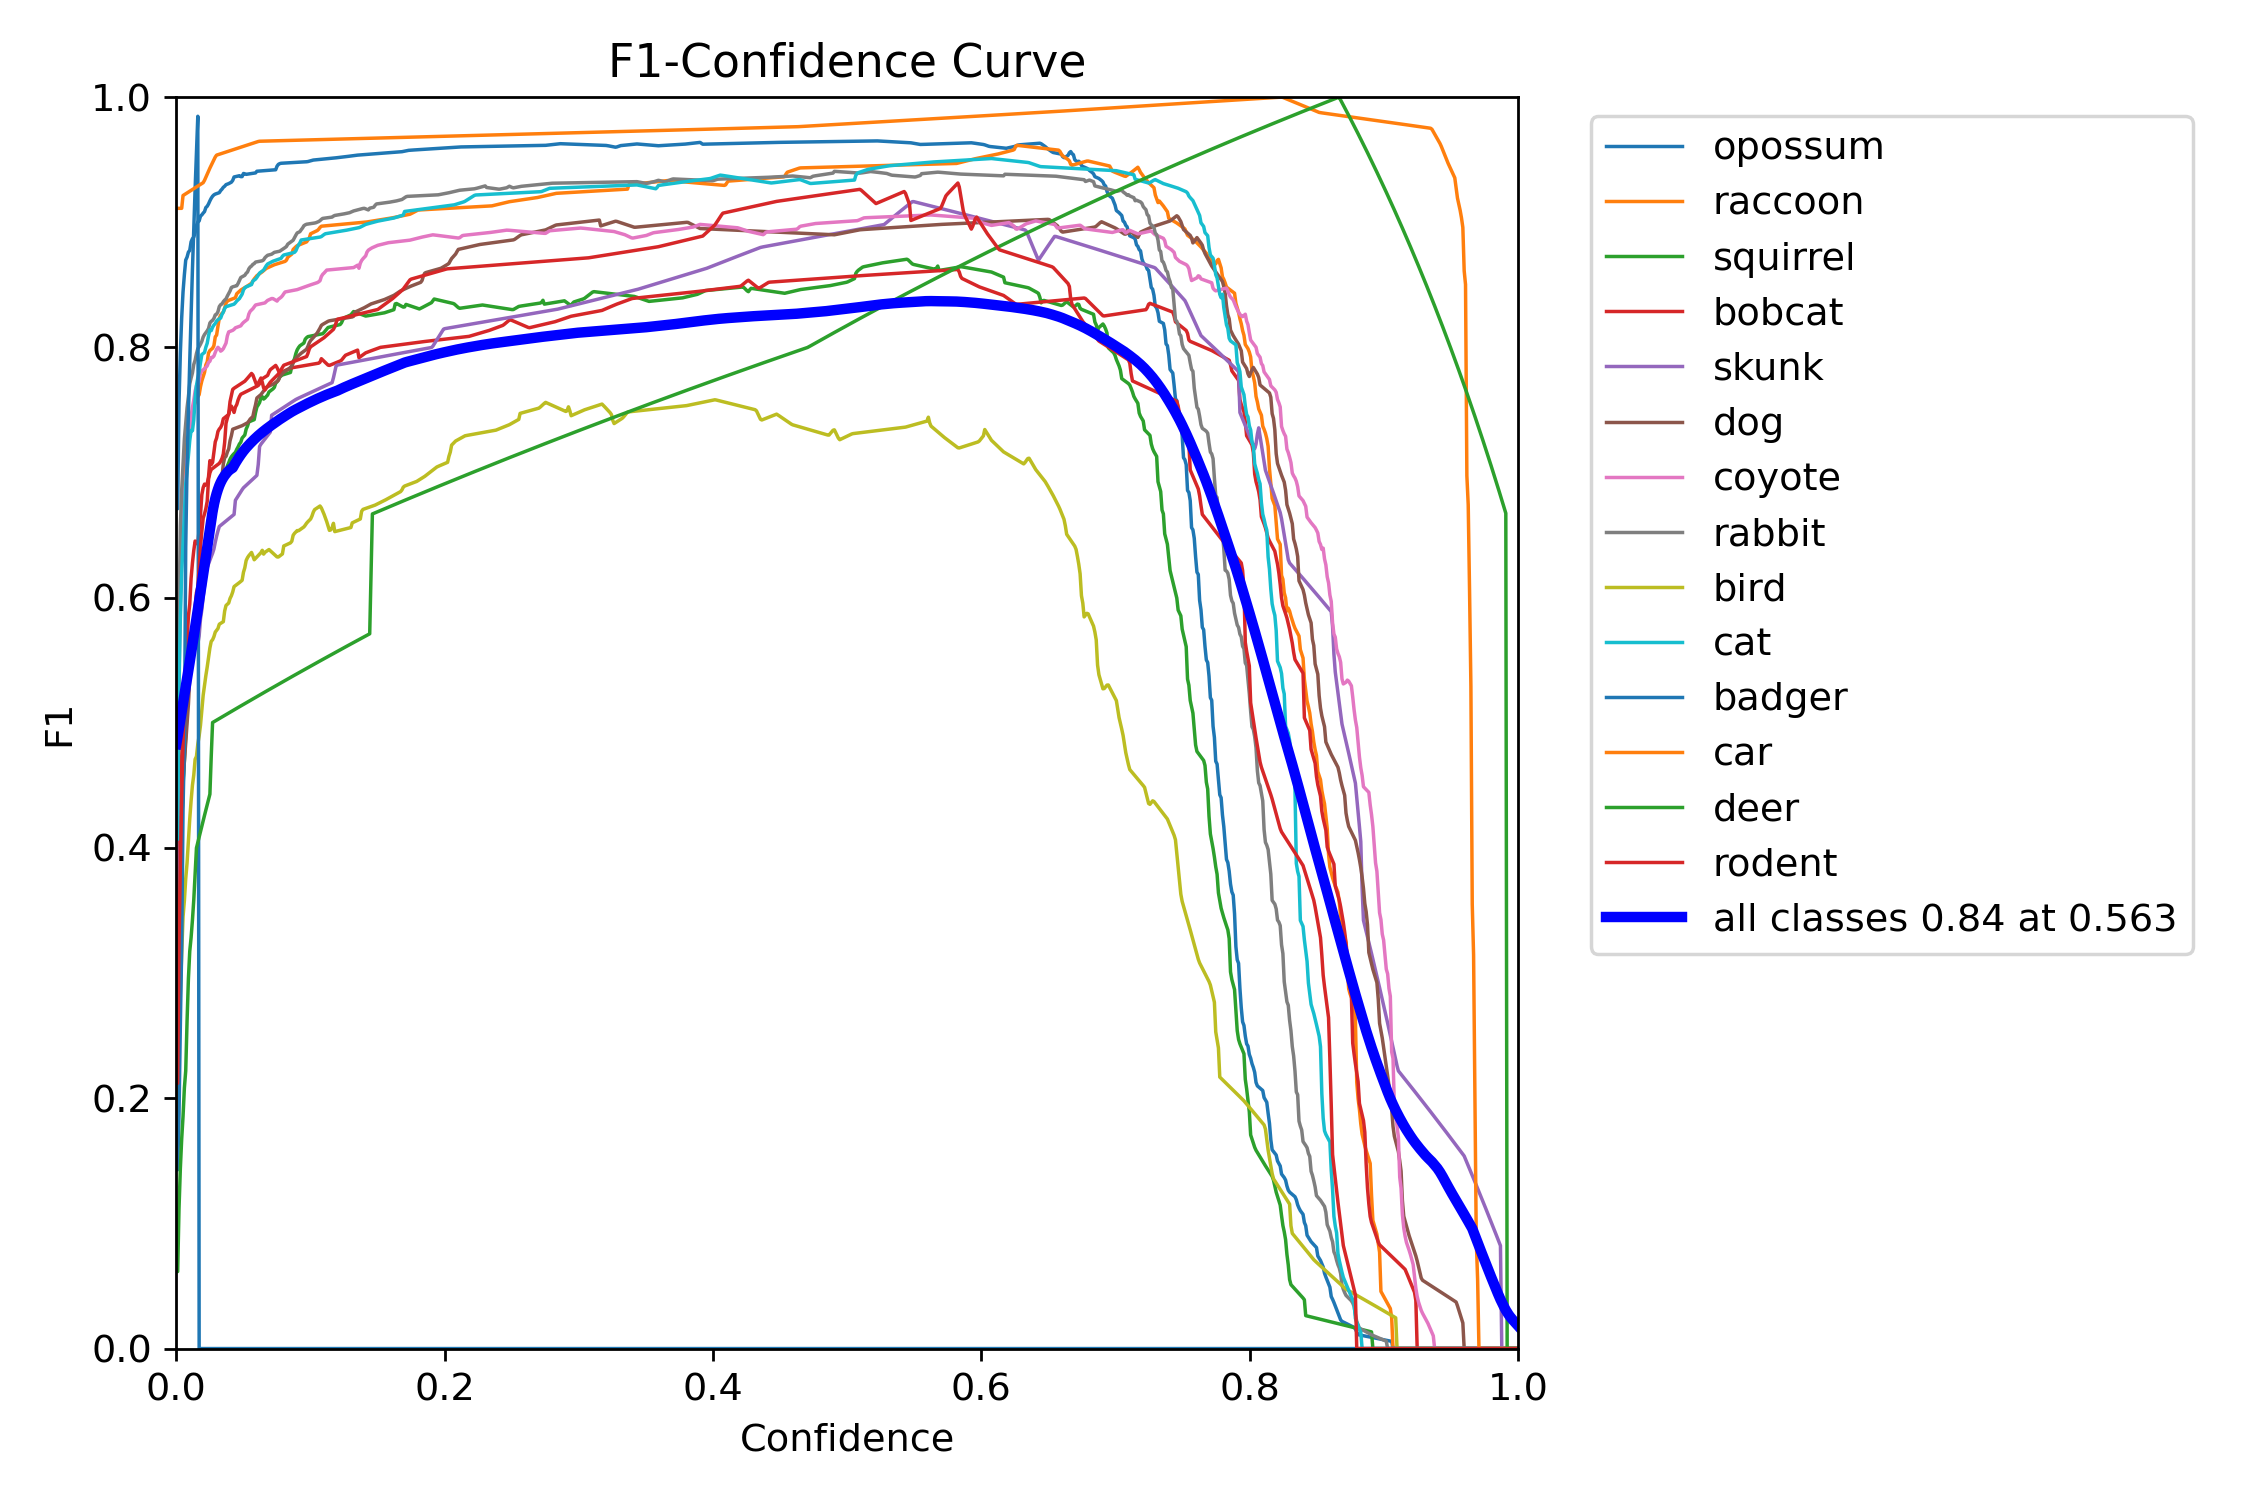 F1-Confidence Curve
1.0
0.8
0.6
0.4
0.2
0.0
F1
0.0 0.2 0.4 0.6 0.8 1.0
Confidence
opossum
raccoon
squirrel
bobcat
skunk
dog
coyote
rabbit
bird
cat
badger
car
deer
rodent
all classes 0.84 at 0.563